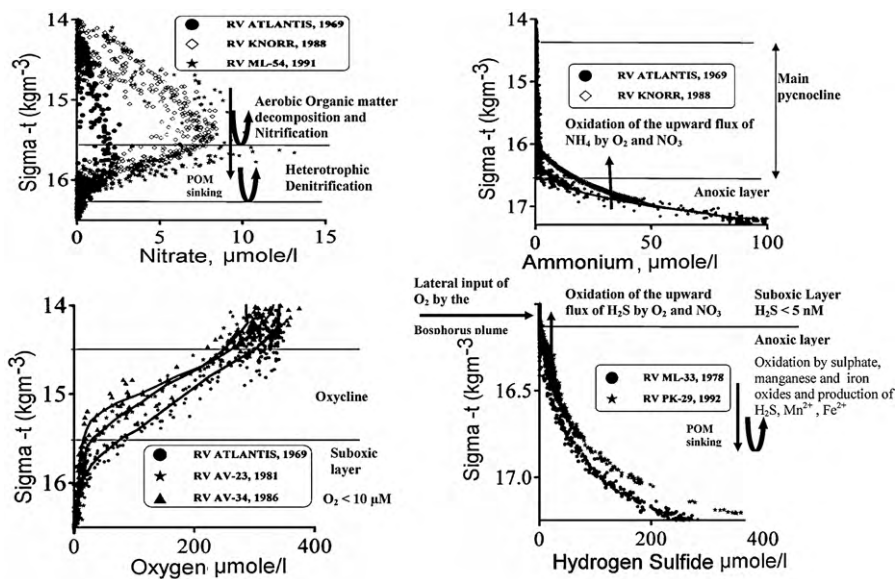 14
15
16
Sigma -t (kgm-3)
RV ATLANTIS, 1969
RV KNORR, 1988
RV ML-54, 1991
Aerobic Organic matter
decomposition and
Nitrification
POM
sinking
Heterotrophic
Denitrification
0 5 10 15
Nitrate, µmole/l
14
15
16
17
Sigma -t (kgm-3)
Main
pycnocline
RV ATLANTIS, 1969
RV KNORR, 1988
Oxidation of the upward flux of
NH4 by O2 and NO3
Anoxic layer
0 50 100
Ammonium, µmole/l
14
15
16
Sigma -t (kgm-3)
Oxycline
RV ATLANTIS, 1969
RV AV-23, 1981
RV AV-34, 1986
Suboxic
layer
O2 < 10 µM
0 200 400
Oxygen µmole/l
Lateral input of
O2 by the
Bosphorus plume
Oxidation of the upward
flux of H2S by O2 and NO3
Suboxic Layer
H2S < 5 nM
Anoxic layer
Oxidation by sulphate,
manganese and iron
oxides and production of
H2S, Mn2+, Fe2+
16.5
17.0
Sigma -t (kgm-3)
RV ML-33, 1978
RV PK-29, 1992
POM
sinking
0 200 400
Hydrogen Sulfide µmole/l